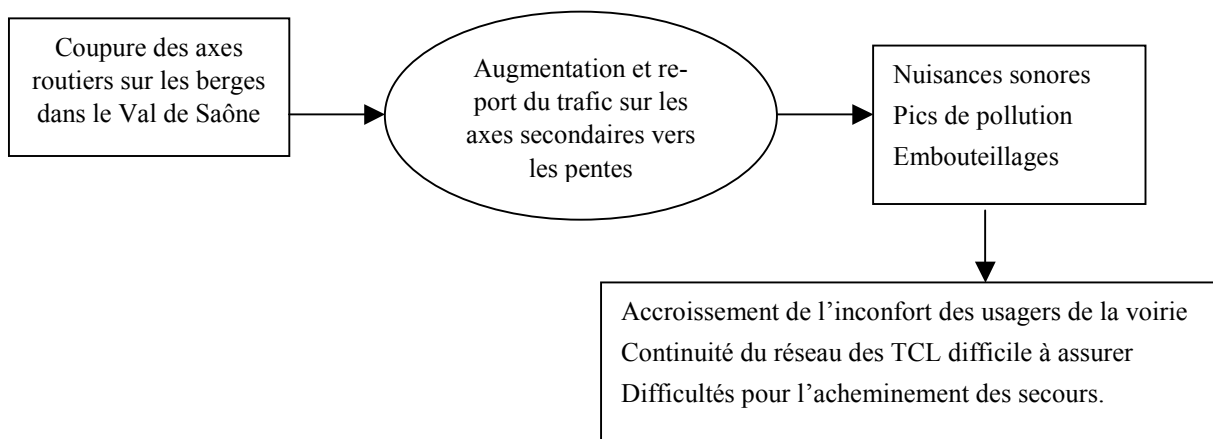 Coupure des axes
routiers sur les berges
dans le Val de Saône
Augmentation et re-
port du trafic sur les
axes secondaires vers
les pentes
Nuisances sonores
Pics de pollution
Embouteillages
Accroissement de l’inconfort des usagers de la voirie
Continuité du réseau des TCL difficile à assurer
Difficultés pour l’acheminement des secours.